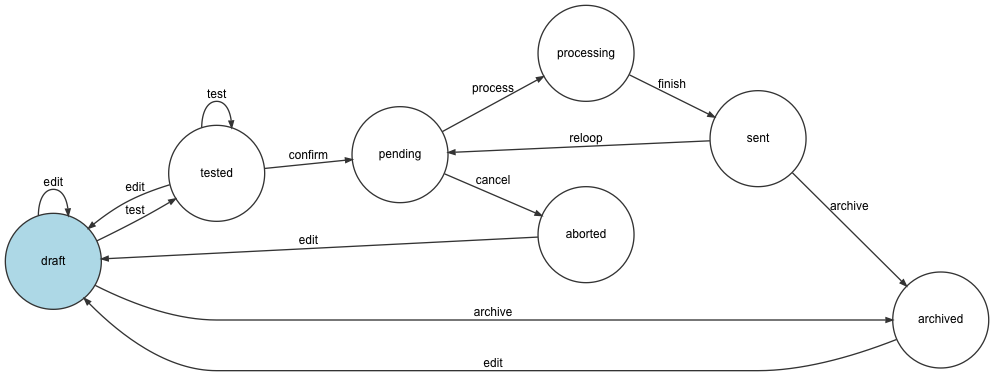 processing
process
finish
test
sent
reloop
confirm
pending
tested
edit
edit
test
cancel
archive
edit
aborted
draft
archive
archived
edit